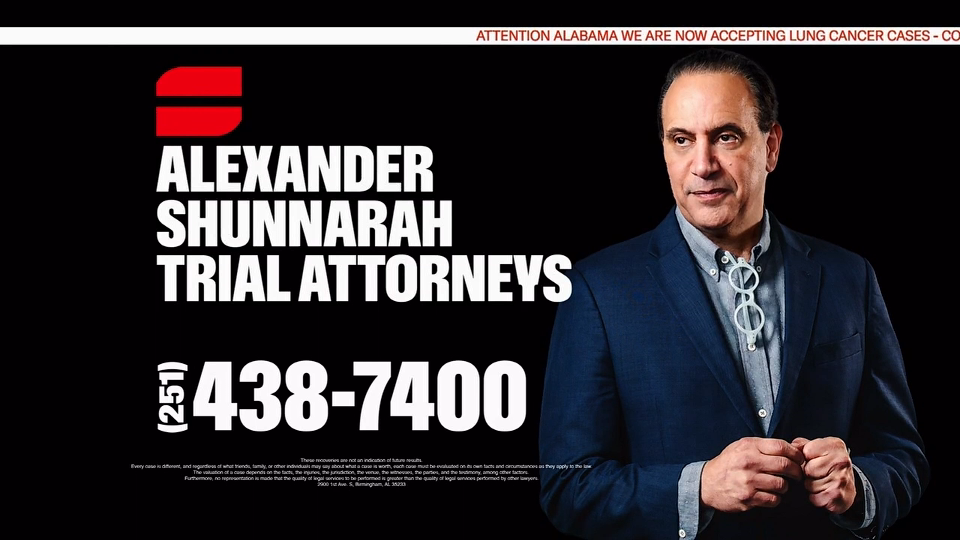 ATTENTION ALABAMA WE ARE NOW ACCEPTING LUNG CANCER CASES - CO
ALEXANDER
SHUNNARAH
TRIAL ATTORNEYS
(251) 438-7400
These recoveries are not an indication of future results.
Every case is different, and regardless of what friends, family, or other individuals may say about what a case is worth, each case must be evaluated on its own facts and circumstances as they apply to the law
The valuation of a case depends on the facts, the injuries, the jurisdiction, the venue, the witnesses, the parties, and the testimony, among other factors.
Furthermore, no representation is made that the quality of legal services to be performed is greater than the quality of legal services performed by other lawyers.
2900 1st Ave. S, Birmingham, AL 35233